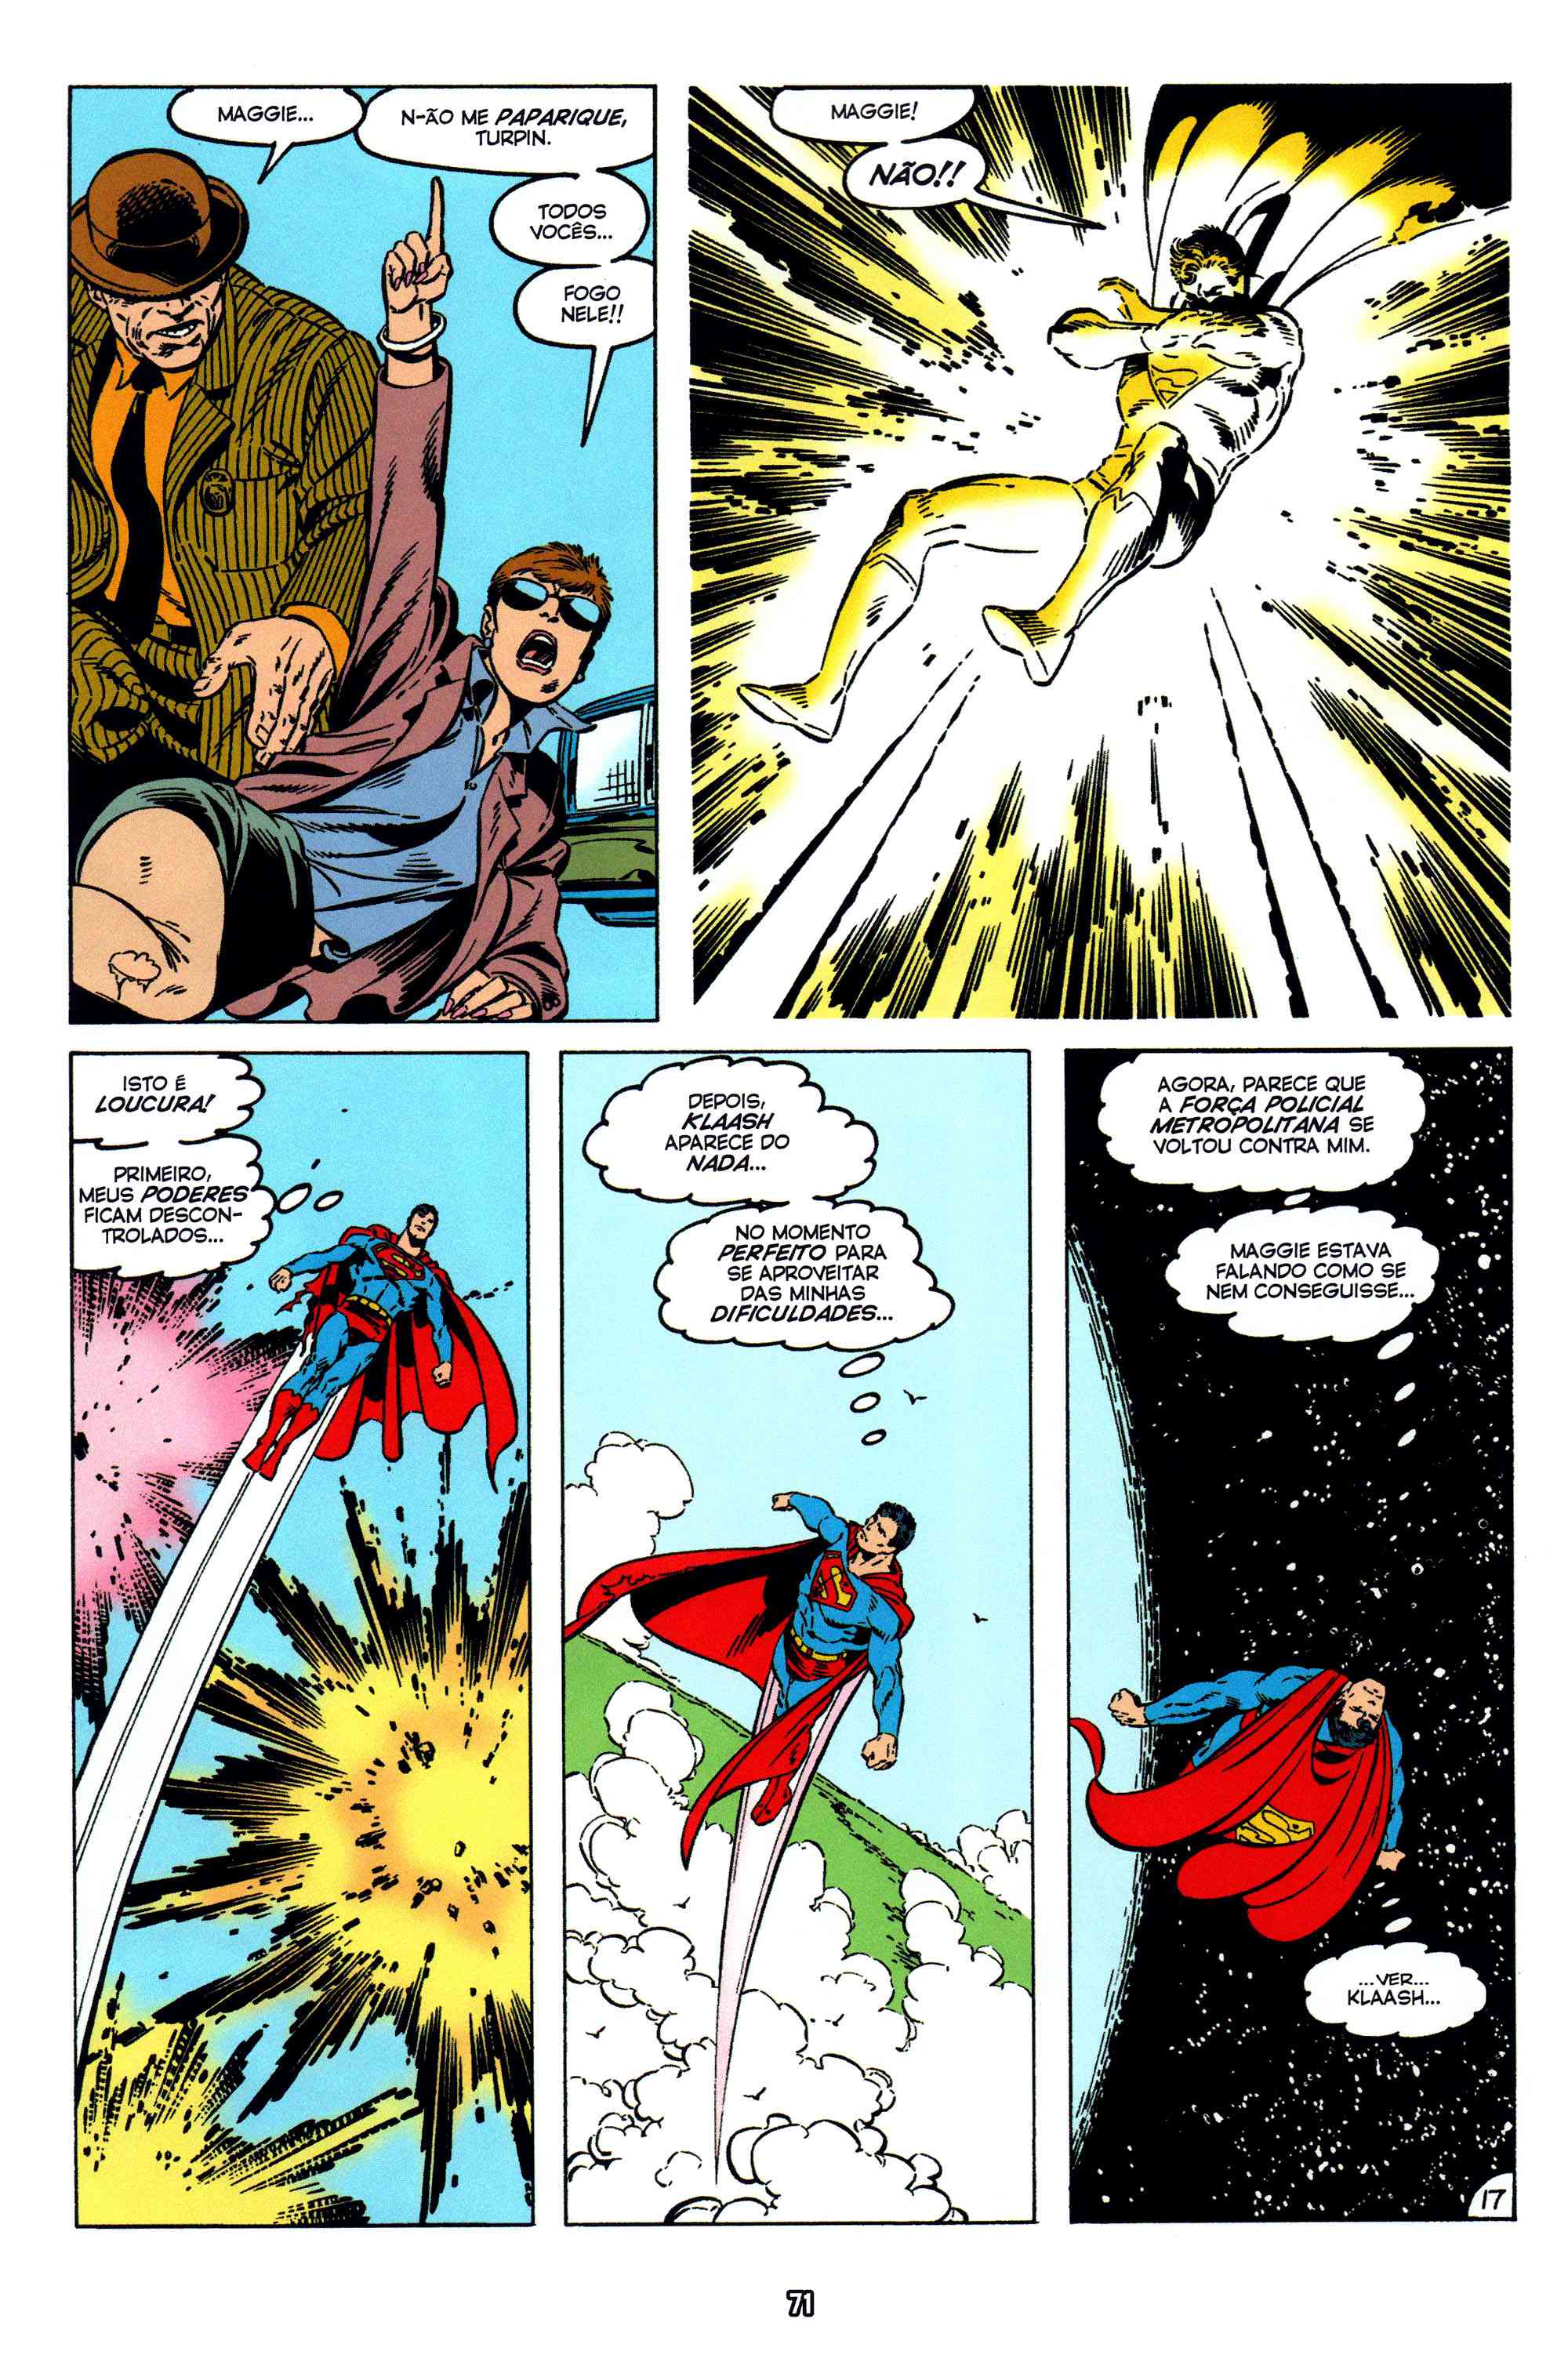 MAGGIE...
N-ÃO ME PAPARIQUE,
TURPIN.
TODOS
VOCÊS...
FOGO
NELE!!
MAGGIE!
NÃO!!
ISTO É
LOUCURA!
PRIMEIRO,
MEUS PODERES
FICAM DESCON-
TROLADOS...
DEPOIS,
KLAASH
APARECE DO
NADA...
NO MOMENTO
PERFEITO PARA
SE APROVEITAR
DAS MINHAS
DIFICULDADES...
AGORA, PARECE QUE
A FORÇA POLICIAL
METROPOLITANA SE
VOLTOU CONTRA MIM.
MAGGIE ESTAVA
FALANDO COMO SE
NEM CONSEGUISSE...
...VER...
KLAASH...
17
71